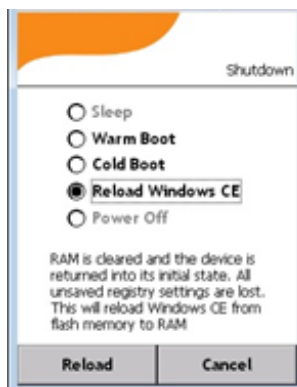 Shutdown
Sleep
Warm Boot
Cold Boot
Reload Windows CE
Power Off
RAM is cleared and the device is
returned into its initial state. All
unsaved registry settings are lost.
This will reload Windows CE from
flash memory to RAM
Reload Cancel